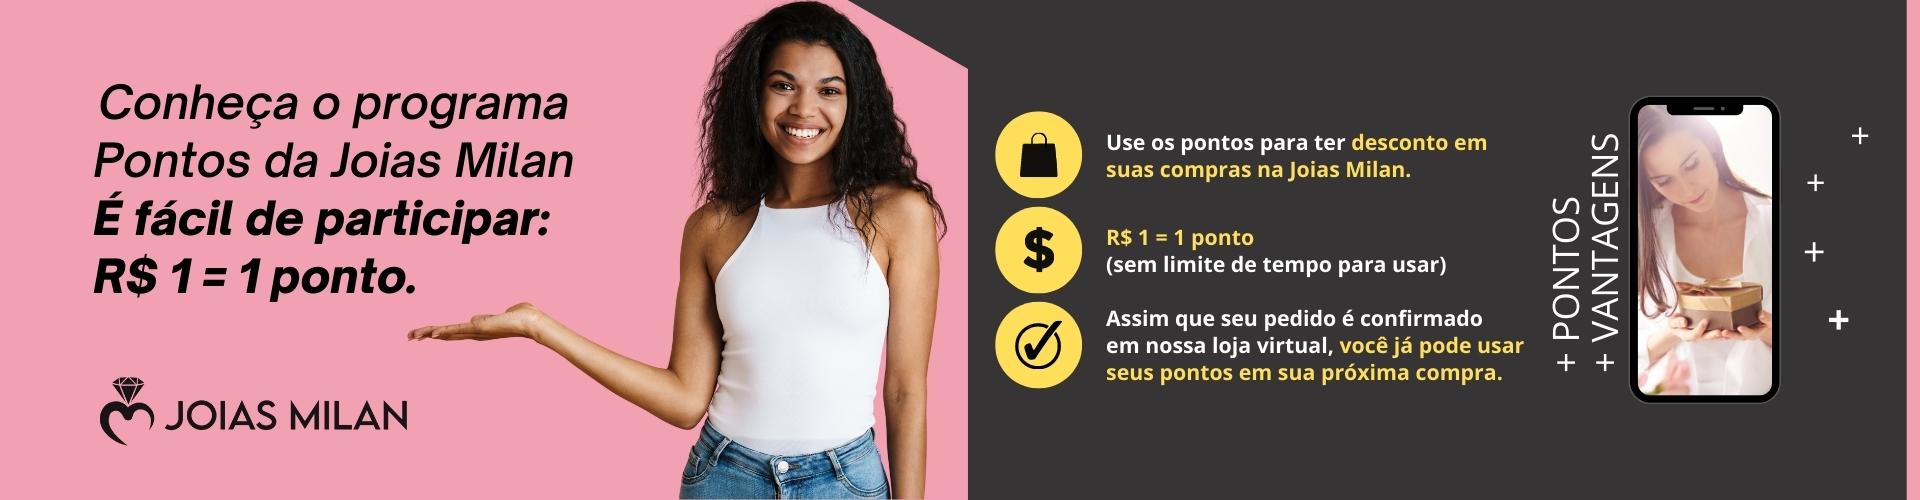 Conheça o programa
Pontos da Joias Milan
É fácil de participar:
R$ 1 = 1 ponto.
JOIAS MILAN
Use os pontos para ter desconto em
suas compras na Joias Milan.
$
R$ 1 = 1 ponto
(sem limite de tempo para usar)
Assim que seu pedido é confirmado
em nossa loja virtual, você já pode usar
seus pontos em sua próxima compra.
+ PONTOS
+ VANTAGENS